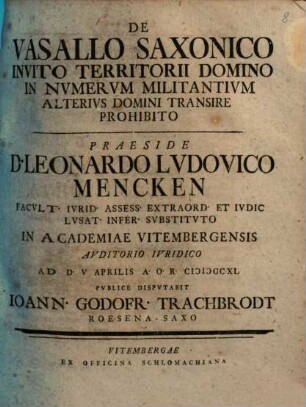 8
DE
VASALLO SAXONICO
INVITO TERRITORII DOMINO
IN NVMERVM MILITANTIVM
ALTERIVS DOMINI TRANSIRE
PROHIBITO
PRAESIDE
D· LEONARDO LVDOVICO
MENCKEN
FACVLT· IVRID· ASSESS· EXTRAORD· ET IVDIC
LVSAT· INFER· SVBSTITVTO
IN ACADEMIAE VITEMBERGENSIS
AVDITORIO IVRIDICO
AD D· V APRILIS A· O· R· CIↃIↃCCXL
PVBLICE DISPVTABIT
IOANN· GODOFR· TRACHBRODT
ROESENA-SAXO
VITEMBERGAE
EX OFFICINA SCHLOMACHIANA